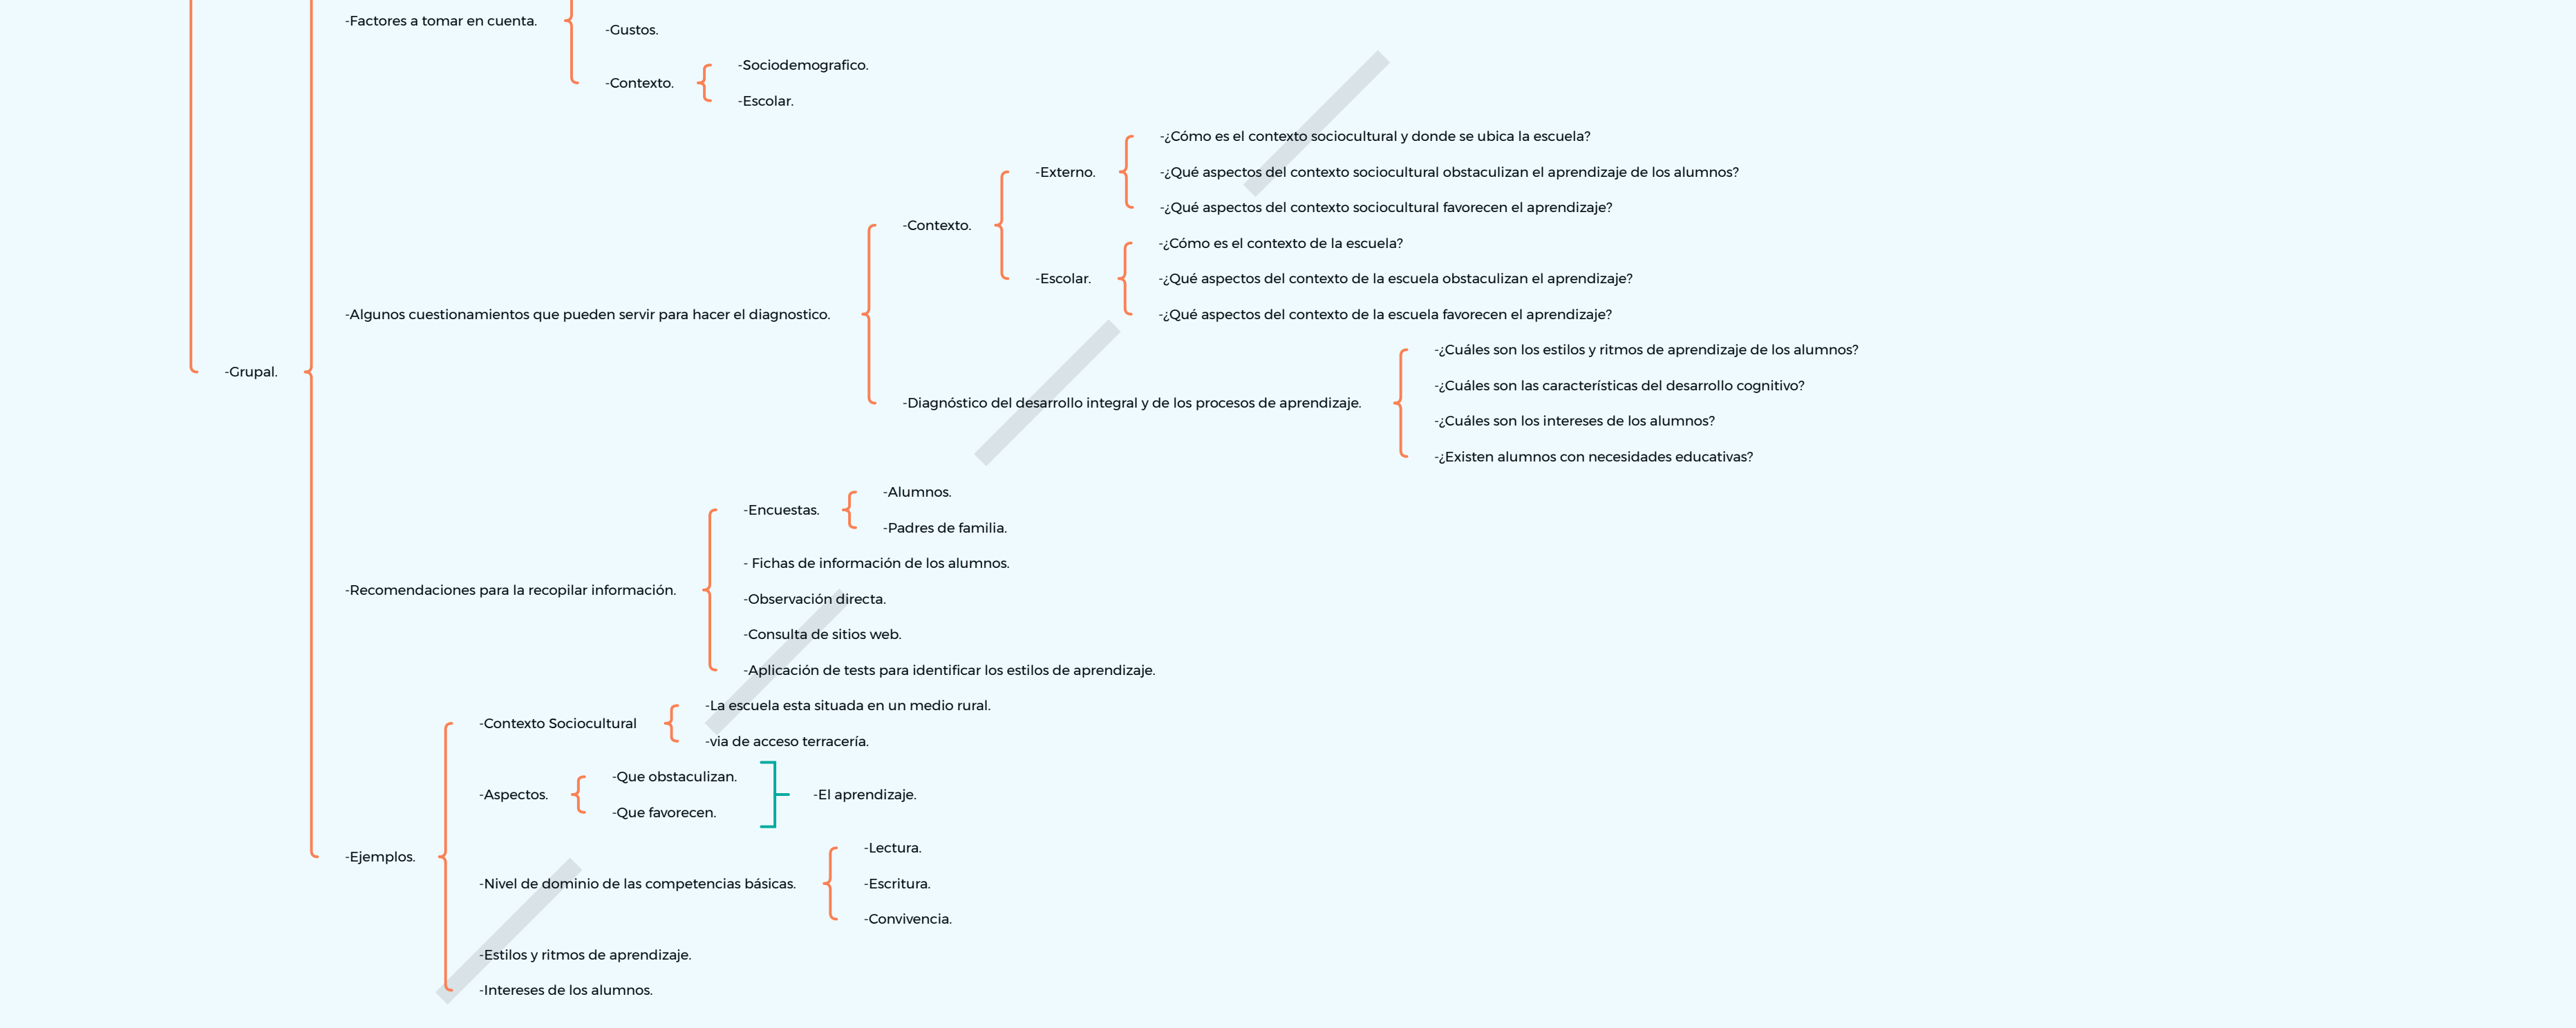 -Factores a tomar en cuenta.
-Gustos.
-Contexto.
-Sociodemografico.
-Escolar.
-Grupal.
-Algunos cuestionamientos que pueden servir para hacer el diagnostico.
-Contexto.
-Externo.
-¿Cómo es el contexto sociocultural y donde se ubica la escuela?
-¿Qué aspectos del contexto sociocultural obstaculizan el aprendizaje de los alumnos?
-¿Qué aspectos del contexto sociocultural favorecen el aprendizaje?
-Escolar.
-¿Cómo es el contexto de la escuela?
-¿Qué aspectos del contexto de la escuela obstaculizan el aprendizaje?
-¿Qué aspectos del contexto de la escuela favorecen el aprendizaje?
-Diagnóstico del desarrollo integral y de los procesos de aprendizaje.
-¿Cuáles son los estilos y ritmos de aprendizaje de los alumnos?
-¿Cuáles son las características del desarrollo cognitivo?
-¿Cuáles son los intereses de los alumnos?
-¿Existen alumnos con necesidades educativas?
-Recomendaciones para la recopilar información.
-Encuestas.
-Alumnos.
-Padres de familia.
- Fichas de información de los alumnos.
-Observación directa.
-Consulta de sitios web.
-Aplicación de tests para identificar los estilos de aprendizaje.
-Ejemplos.
-Contexto Sociocultural
-La escuela esta situada en un medio rural.
-via de acceso terracería.
-Aspectos.
-Que obstaculizan.
-Que favorecen.
-El aprendizaje.
-Nivel de dominio de las competencias básicas.
-Lectura.
-Escritura.
-Convivencia.
-Estilos y ritmos de aprendizaje.
-Intereses de los alumnos.